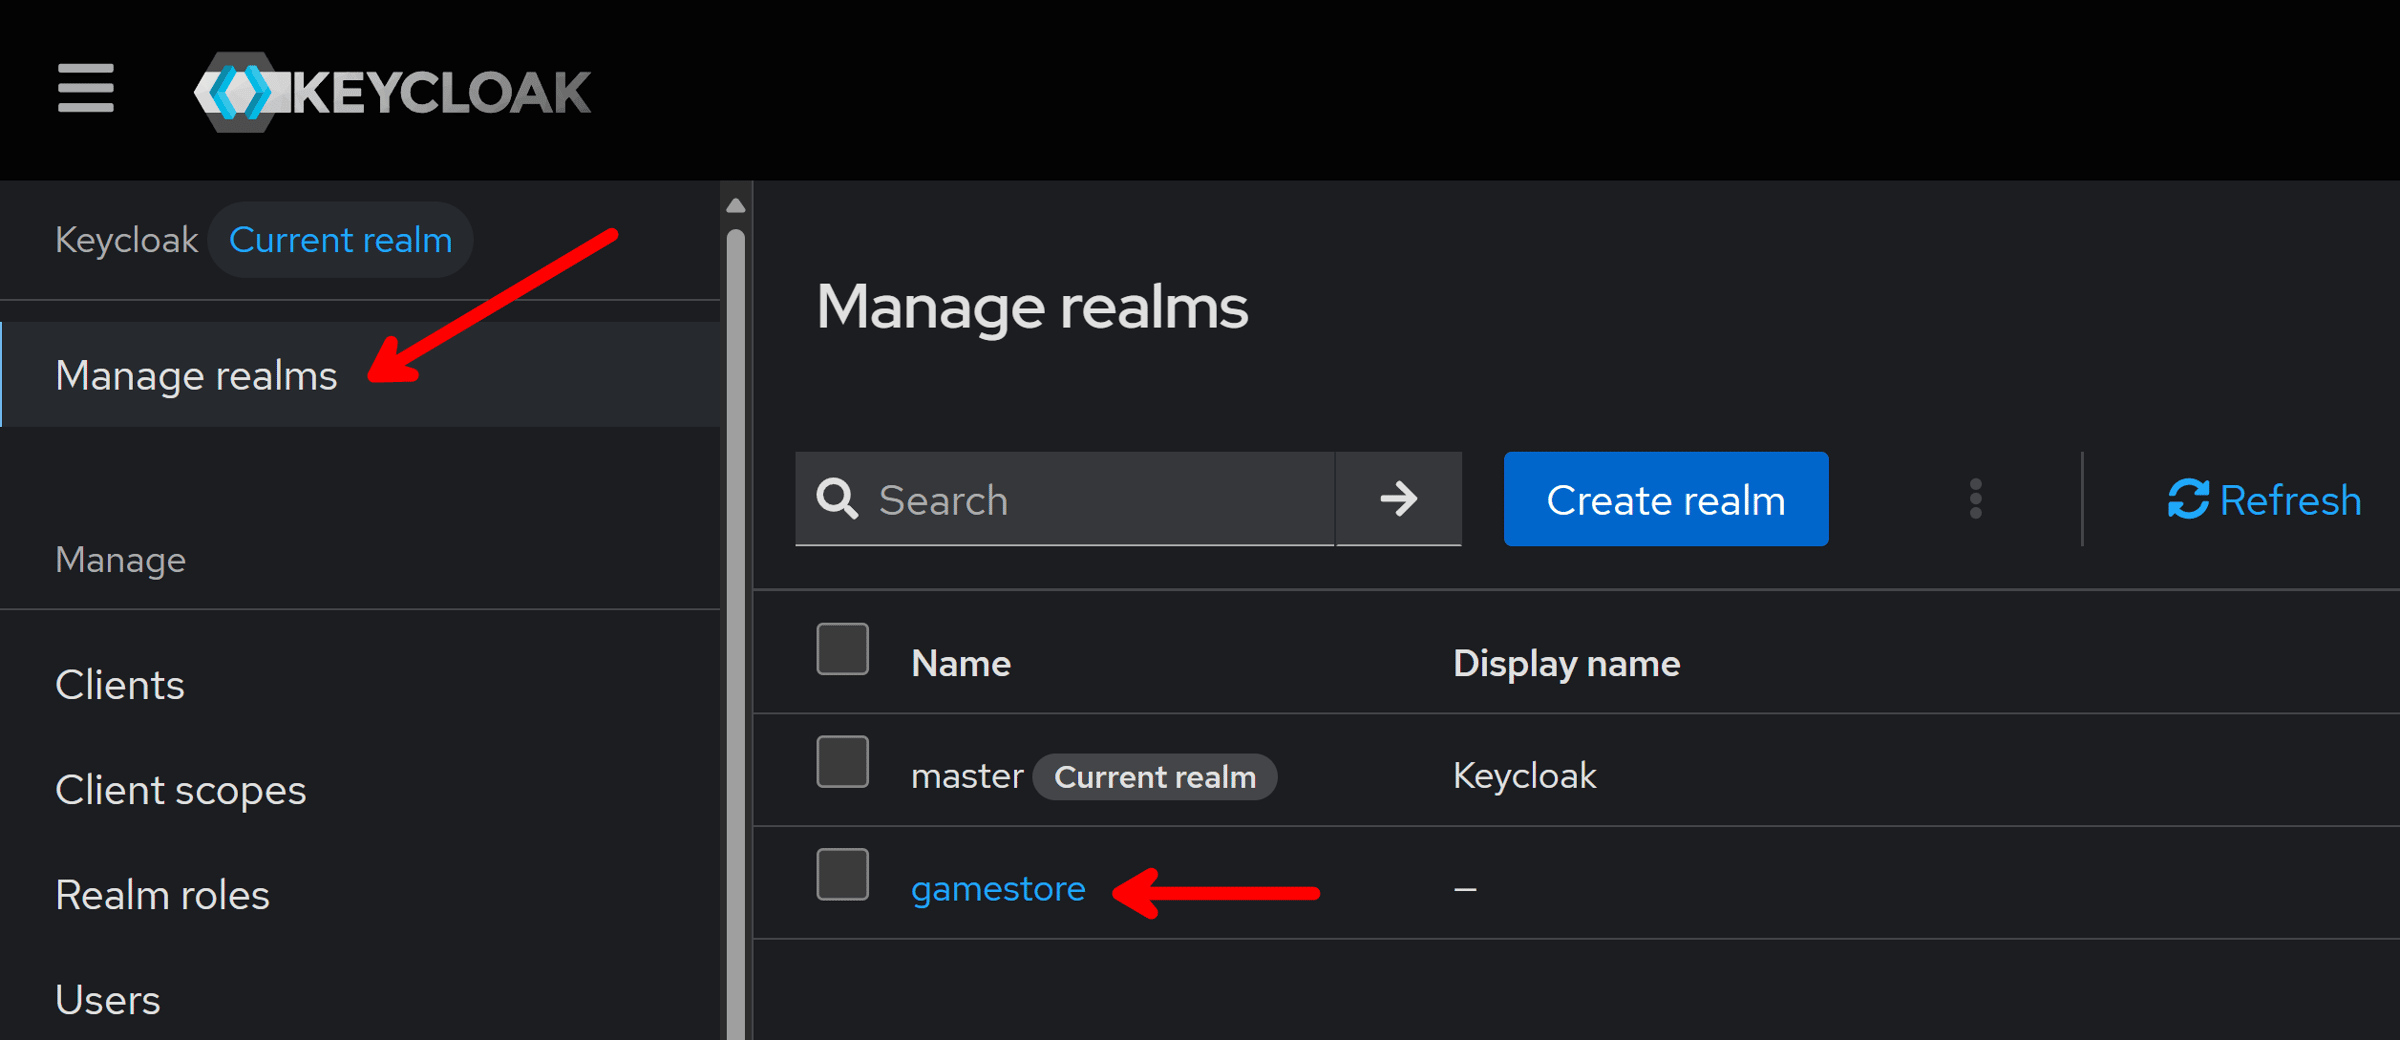 KEYCLOAK
Keycloak Current realm
Manage realms
Manage
Clients
Client scopes
Realm roles
Users
Manage realms
Search Create realm Refresh
Name Display name
master Current realm Keycloak
gamestore –